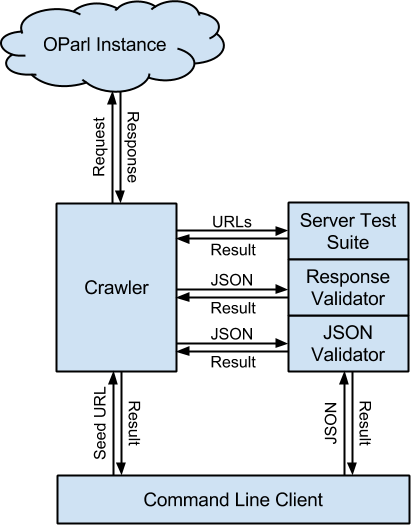 OParl Instance
Request
Response
Crawler
URLs
Result
JSON
Result
JSON
Result
Server Test
Suite
Response
Validator
JSON
Validator
Seed URL
Result
JSON
Result
Command Line Client